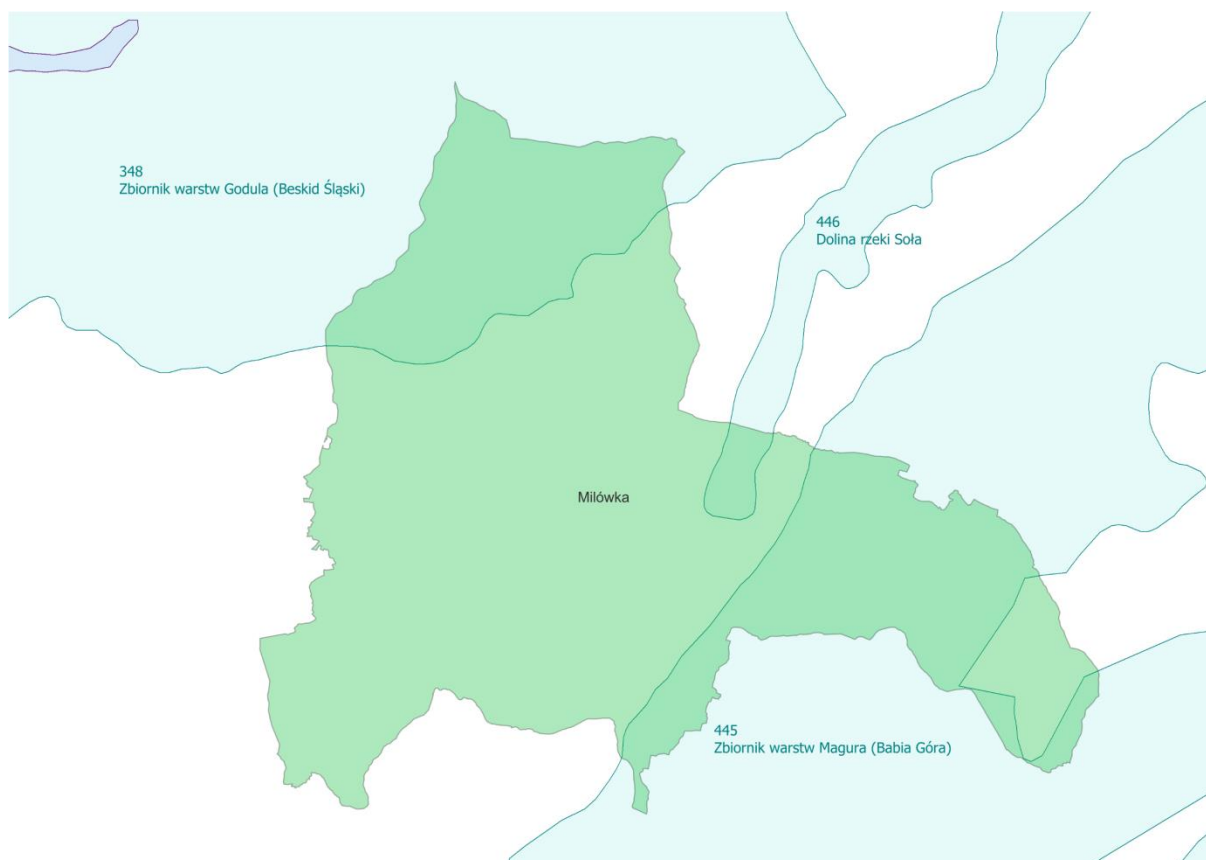 348
Zbiornik warstw Godula (Beskid Śląski)
446
Dolina rzeki Soła
Milówka
445
Zbiornik warstw Magura (Babia Góra)